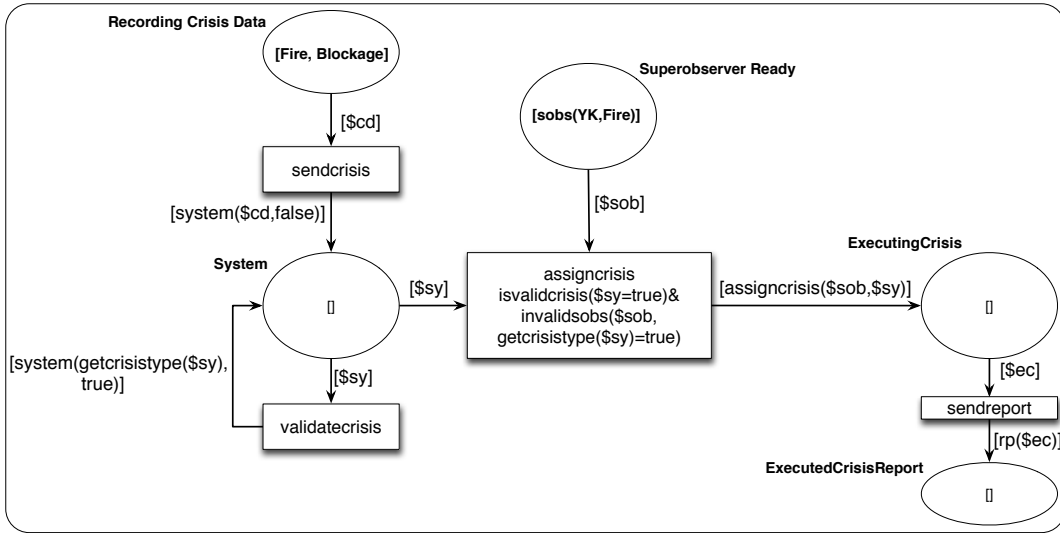 Recording Crisis Data
[Fire, Blockage]
Superobserver Ready
[sobs(YK,Fire)]
[$cd]
sendcrisis
[system($cd,false)]
[$sob]
System
[]
[$sy]
assigncrisis
isvalidcrisis($sy=true)&
invalidsobs($sob,
getcrisistype($sy)=true)
[assigncrisis($sob,$sy)]
ExecutingCrisis
[]
[system(getcrisistype($sy),
true)]
[$sy]
validatecrisis
[$ec]
sendreport
[rp($ec)]
ExecutedCrisisReport
[]